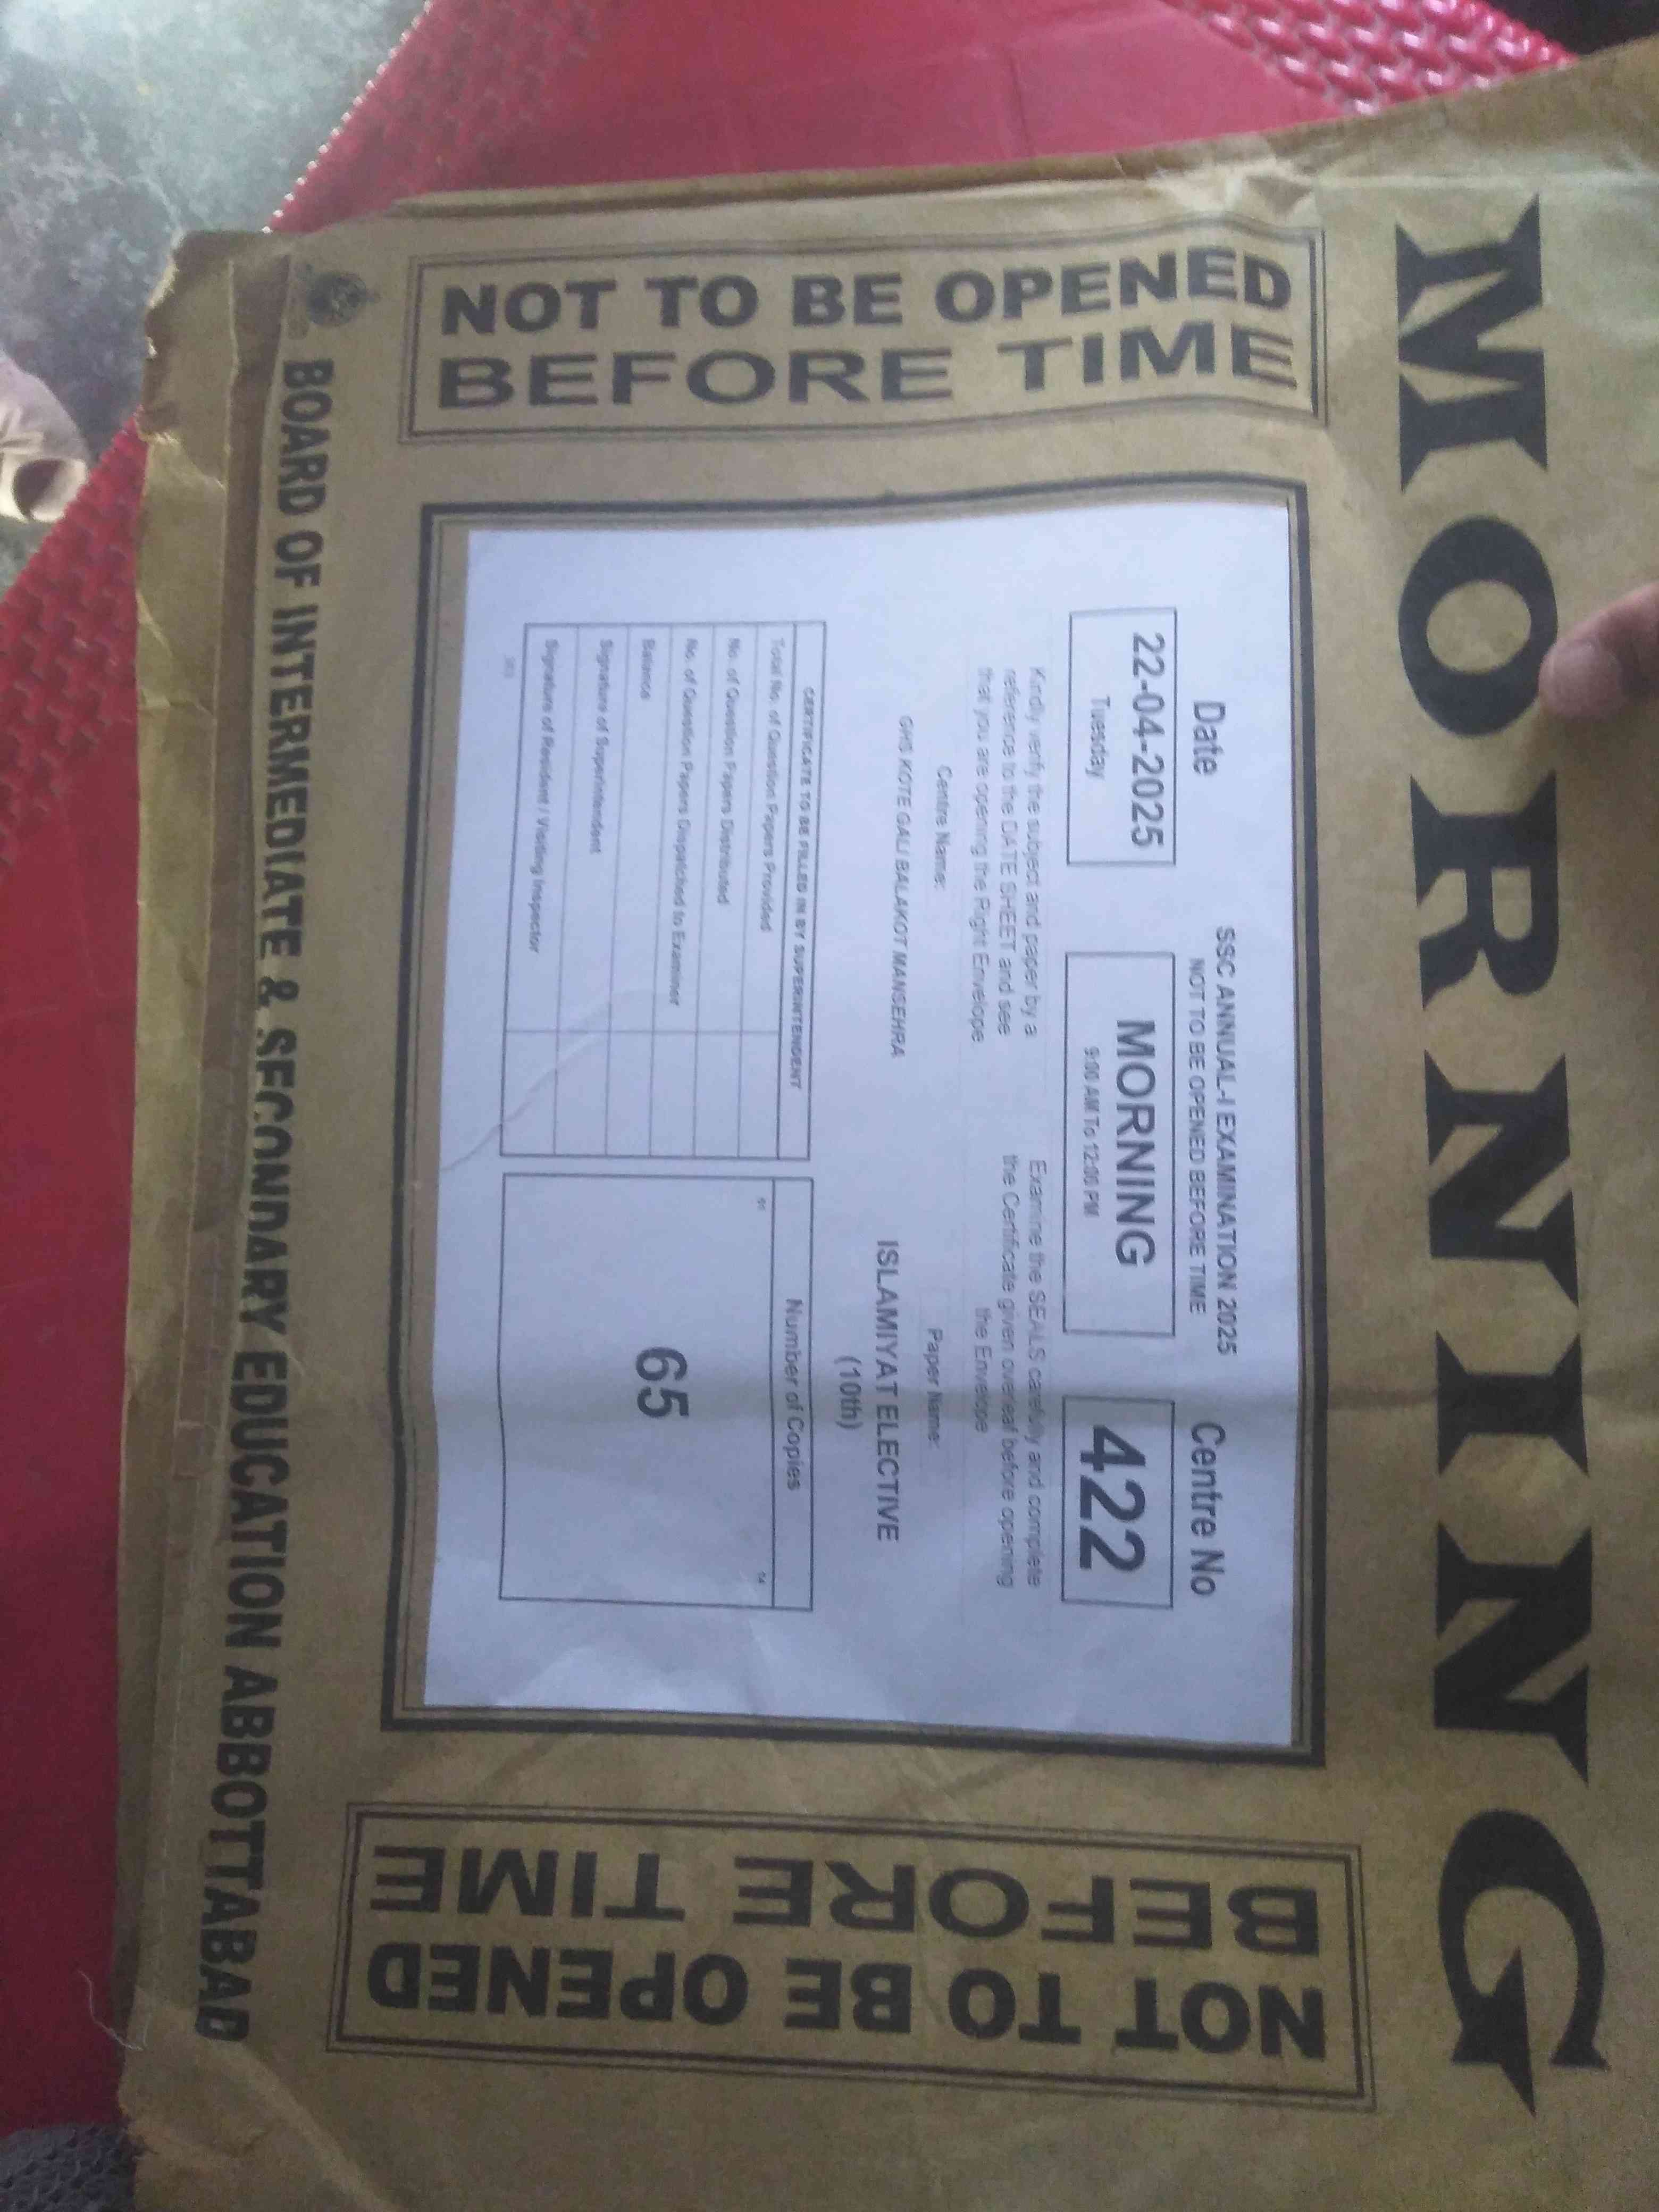 MORNING
NOT TO BE OPENED
BEFORE TIME
SSC ANNUAL-I EXAMINATION 2025
NOT TO BE OPENED BEFORE TIME
Date
22-04-2025
Tuesday
MORNING
9:00 AM To 12:00 PM
Centre No
422
Kindly verify the subject and paper by a
reference to the DATE SHEET and see
that you are opening the Right Envelope
Examine the SEALS carefully and complete
the Certificate given overleaf before opening
the Envelope
Centre Name:
GHS KOTE GALI BALAKOT MANSEHRA
Paper Name:
ISLAMIYAT ELECTIVE
(10th)
CERTIFICATE TO BE FILLED IN BY SUPERINTENDENT
Total No. of Question Papers Provided
No. of Question Papers Distributed
No. of Question Papers Dispatched to Examiner
Balance
Signature of Superintendent
Signature of Resident / Visiting Inspector
Number of Copies
65
NOT TO BE OPENED
BEFORE TIME
BOARD OF INTERMEDIATE & SECONDARY EDUCATION ABBOTTABAD